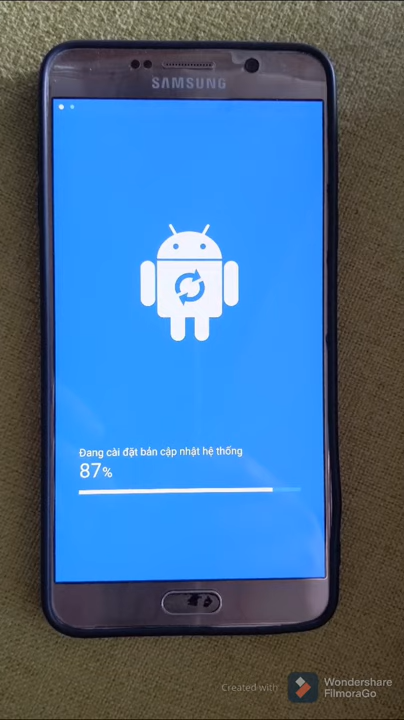 SAMSUNG
Đang cài đặt bản cập nhật hệ thống
87%
Created with
Wondershare
FilmoraGo